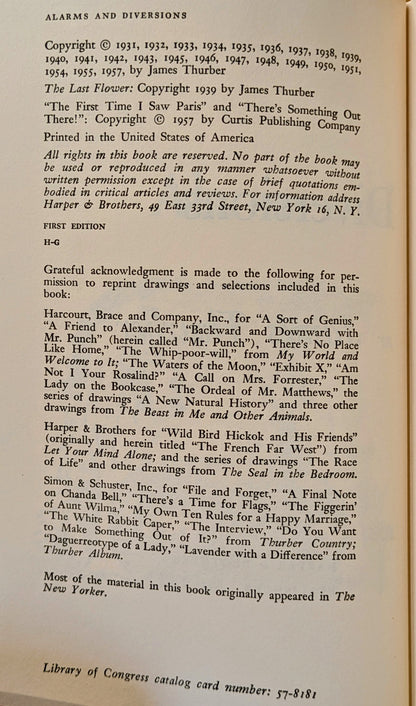 ALARMS AND DIVERSIONS
Copyright © 1931, 1932, 1933, 1934, 1935, 1936, 1937, 1938, 1939,
1940, 1941, 1942, 1943, 1945, 1946, 1947, 1948, 1949, 1950, 1951,
1954, 1955, 1957, by James Thurber
The Last Flower: Copyright 1939 by James Thurber
"The First Time I Saw Paris" and "There's Something Out
There!": Copyright © 1957 by Curtis Publishing Company
Printed in the United States of America
All rights in this book are reserved. No part of the book may
be used or reproduced in any manner whatsoever without
written permission except in the case of brief quotations em-
bodied in critical articles and reviews. For information address
Harper & Brothers, 49 East 33rd Street, New York 16, N. Y.
FIRST EDITION
H-G
Grateful acknowledgment is made to the following for per-
mission to reprint drawings and selections included in this
book:
Harcourt, Brace and Company, Inc., for "A Sort of Genius,"
"A Friend to Alexander," "Backward and Downward with
Mr. Punch" (herein called "Mr. Punch"), "There's No Place
Like Home," "The Whip-poor-will," from My World and
Welcome to It; "The Waters of the Moon," "Exhibit X," "Am
Not I Your Rosalind?" "A Call on Mrs. Forrester," "The
Lady on the Bookcase," "The Ordeal of Mr. Matthews," the
series of drawings "A New Natural History" and three other
drawings from The Beast in Me and Other Animals.
Harper & Brothers for "Wild Bird Hickok and His Friends"
(originally and herein titled "The French Far West") from
Let Your Mind Alone; and the series of drawings "The Race
of Life" and other drawings from The Seal in the Bedroom.
Simon & Schuster, Inc., for "File and Forget," "A Final Note
on Chanda Bell," "There's a Time for Flags," "The Figgerin'
of Aunt Wilma," "My Own Ten Rules for a Happy Marriage,"
"The White Rabbit Caper," "The Interview," "Do You Want
to Make Something Out of It?" from Thurber Country;
"Daguerreotype of a Lady," "Lavender with a Difference" from
Thurber Album.
Most of the material in this book originally appeared in The
New Yorker.
Library of Congress catalog card number: 57-8181